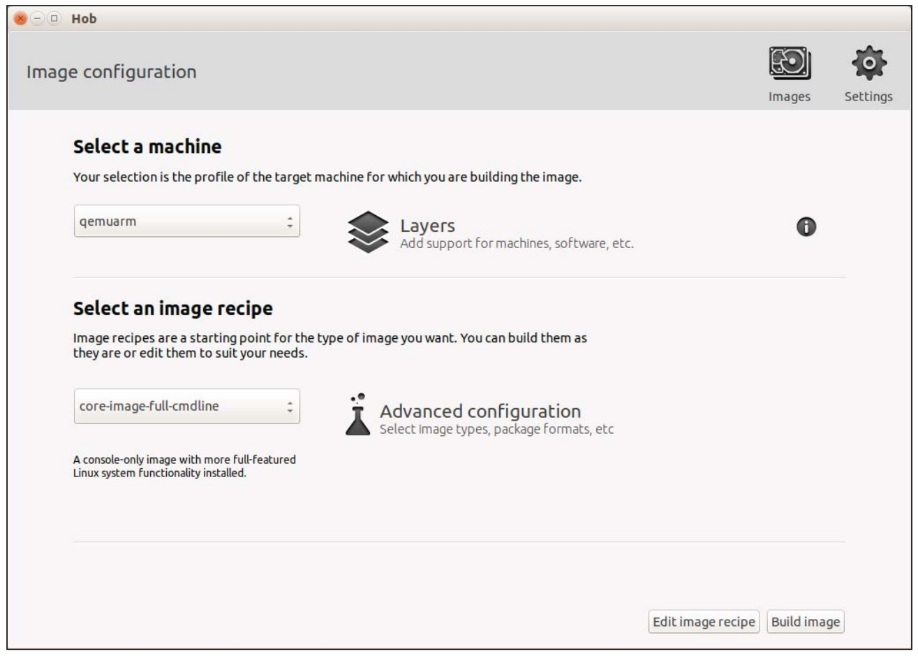 Hob
Image configuration
Images
Settings
Select a machine
Your selection is the profile of the target machine for which you are building the image.
qemuarm
Layers
Add support for machines, software, etc.
Select an image recipe
Image recipes are a starting point for the type of image you want. You can build them as
they are or edit them to suit your needs.
core-image-full-cmdline
Advanced configuration
Select image types, package formats, etc
A console-only image with more full-featured
Linux system functionality installed.
Edit image recipe
Build image